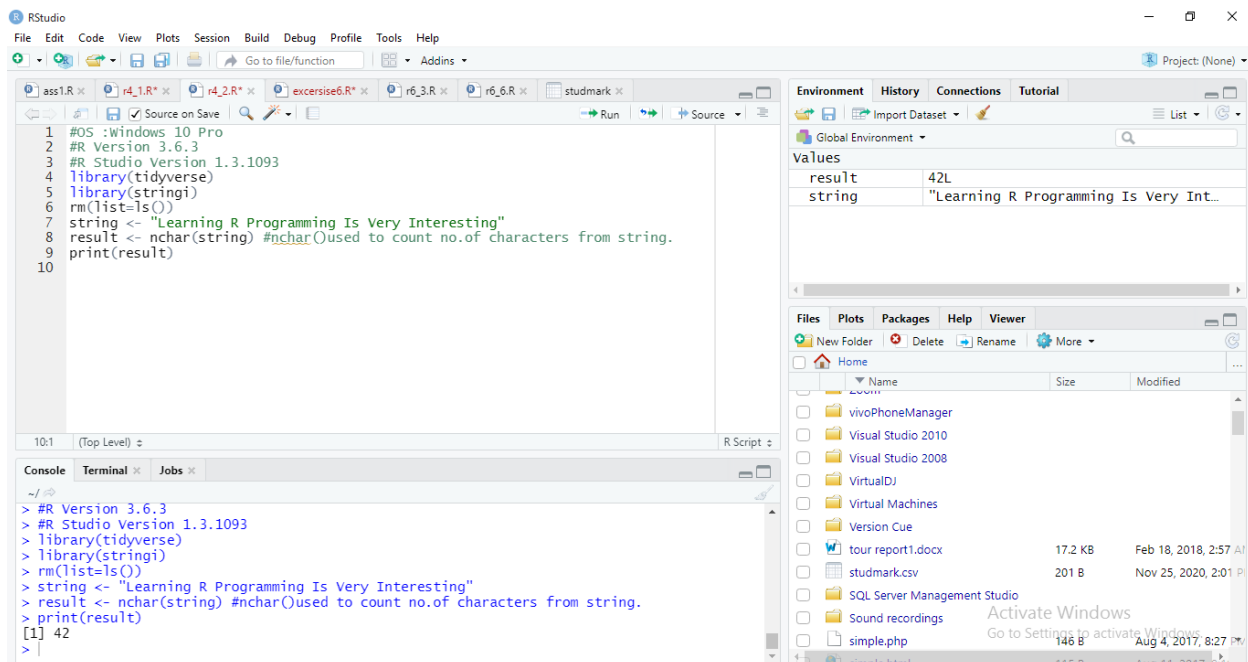 RStudio
File Edit Code View Plots Session Build Debug Profile Tools Help
Go to file/function Addins Project: (None)
ass1.R r4_1.R* r4_2.R* excersise6.R* r6_3.R r6_6.R studmark
Source on Save Run Source
1 #OS :Windows 10 Pro
2 #R Version 3.6.3
3 #R Studio Version 1.3.1093
4 library(tidyverse)
5 library(stringi)
6 rm(list=ls())
7 string <- "Learning R Programming Is Very Interesting"
8 result <- nchar(string) #nchar()used to count no.of characters from string.
9 print(result)
10
10:1 (Top Level) R Script
Console Terminal Jobs
~/
> #R Version 3.6.3
> #R Studio Version 1.3.1093
> library(tidyverse)
> library(stringi)
> rm(list=ls())
> string <- "Learning R Programming Is Very Interesting"
> result <- nchar(string) #nchar()used to count no.of characters from string.
> print(result)
[1] 42
>
Environment History Connections Tutorial
Import Dataset List
Global Environment
Values
result 42L
string "Learning R Programming Is Very Int…
Files Plots Packages Help Viewer
New Folder Delete Rename More
Home ...
Name Size Modified
Zoom
vivoPhoneManager
Visual Studio 2010
Visual Studio 2008
VirtualDJ
Virtual Machines
Version Cue
tour report1.docx 17.2 KB Feb 18, 2018, 2:57 AM
studmark.csv 201 B Nov 25, 2020, 2:01 P
SQL Server Management Studio
Sound recordings
simple.php 146 B Aug 4, 2017, 8:27 PM
Activate Windows
Go to Settings to activate Windows.